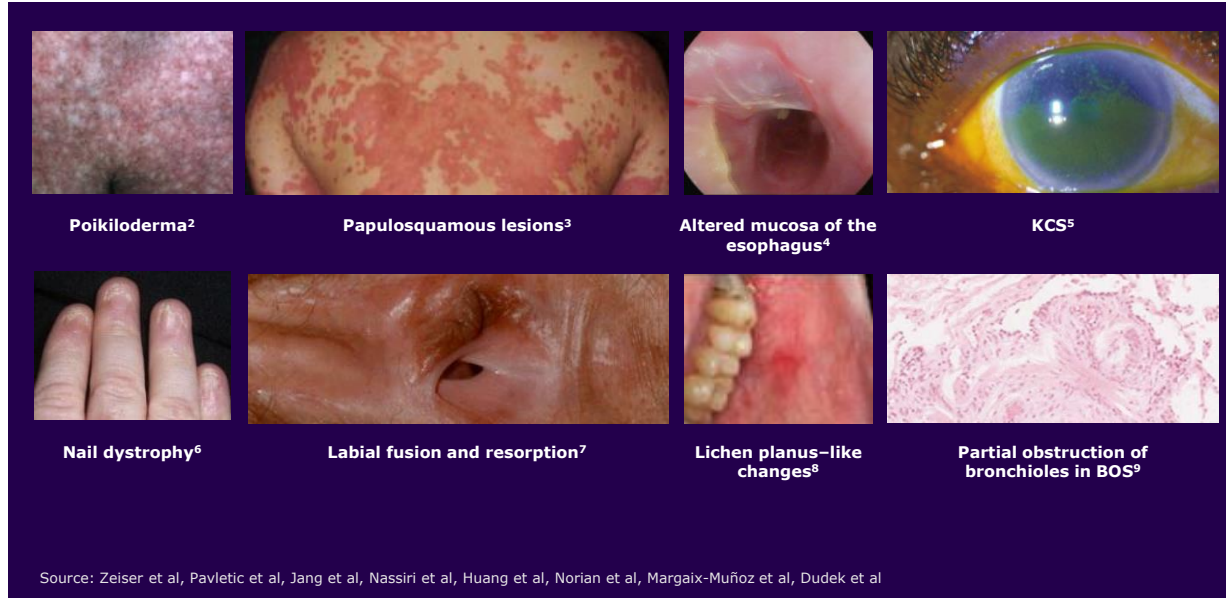 Poikiloderma²
Papulosquamous lesions³
Altered mucosa of the
esophagus⁴
KCS⁵
Nail dystrophy⁶
Labial fusion and resorption⁷
Lichen planus–like
changes⁸
Partial obstruction of
bronchioles in BOS⁹
Source: Zeiser et al, Pavletic et al, Jang et al, Nassiri et al, Huang et al, Norian et al, Margaix-Muñoz et al, Dudek et al